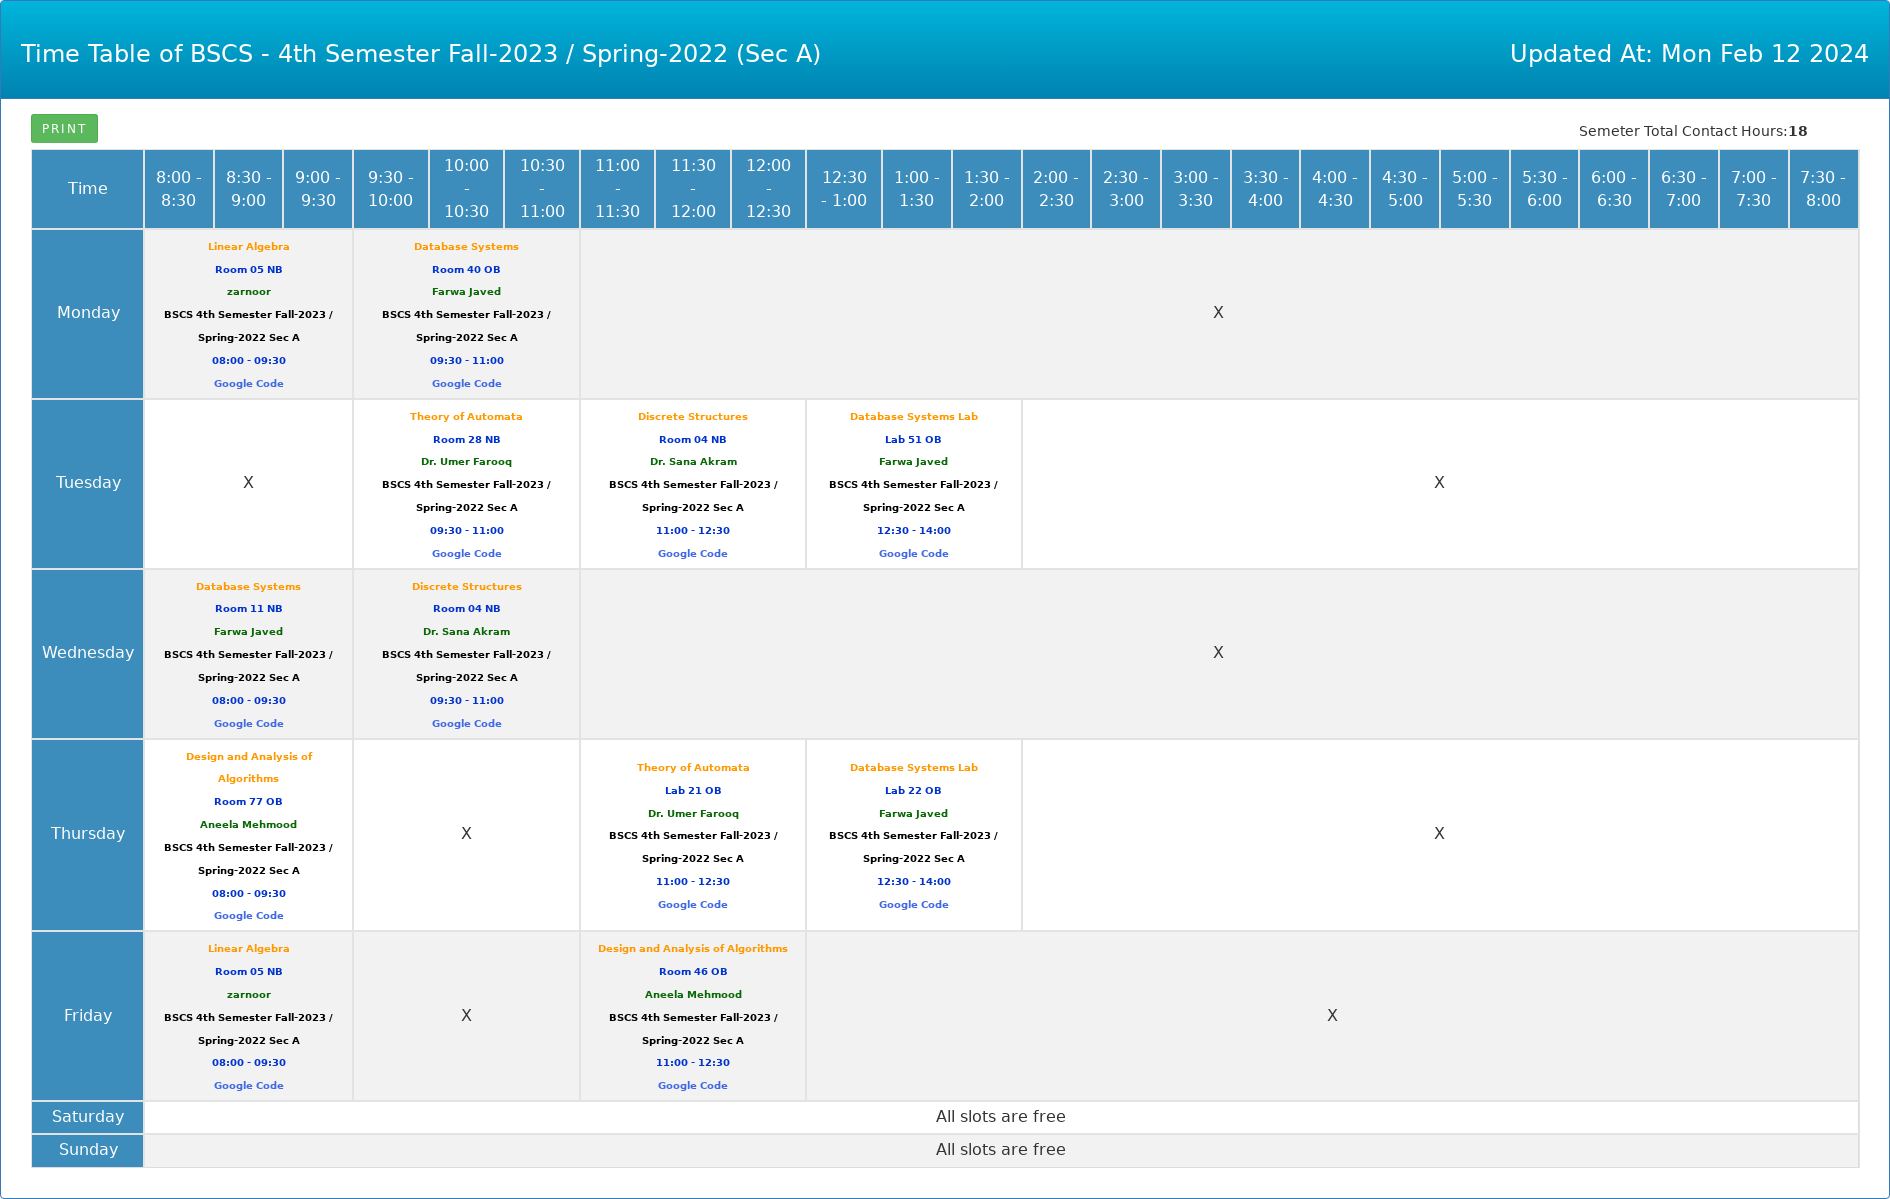 Time Table of BSCS - 4th Semester Fall-2023 / Spring-2022 (Sec A)
Updated At: Mon Feb 12 2024
PRINT
Semeter Total Contact Hours:18
Time
8:00 -
8:30
8:30 -
9:00
9:00 -
9:30
9:30 -
10:00
10:00
-
10:30
10:30
-
11:00
11:00
-
11:30
11:30
-
12:00
12:00
-
12:30
12:30
- 1:00
1:00 -
1:30
1:30 -
2:00
2:00 -
2:30
2:30 -
3:00
3:00 -
3:30
3:30 -
4:00
4:00 -
4:30
4:30 -
5:00
5:00 -
5:30
5:30 -
6:00
6:00 -
6:30
6:30 -
7:00
7:00 -
7:30
7:30 -
8:00
Monday
Linear Algebra
Room 05 NB
zarnoor
BSCS 4th Semester Fall-2023 /
Spring-2022 Sec A
08:00 - 09:30
Google Code
Database Systems
Room 40 OB
Farwa Javed
BSCS 4th Semester Fall-2023 /
Spring-2022 Sec A
09:30 - 11:00
Google Code
X
Tuesday
X
Theory of Automata
Room 28 NB
Dr. Umer Farooq
BSCS 4th Semester Fall-2023 /
Spring-2022 Sec A
09:30 - 11:00
Google Code
Discrete Structures
Room 04 NB
Dr. Sana Akram
BSCS 4th Semester Fall-2023 /
Spring-2022 Sec A
11:00 - 12:30
Google Code
Database Systems Lab
Lab 51 OB
Farwa Javed
BSCS 4th Semester Fall-2023 /
Spring-2022 Sec A
12:30 - 14:00
Google Code
X
Wednesday
Database Systems
Room 11 NB
Farwa Javed
BSCS 4th Semester Fall-2023 /
Spring-2022 Sec A
08:00 - 09:30
Google Code
Discrete Structures
Room 04 NB
Dr. Sana Akram
BSCS 4th Semester Fall-2023 /
Spring-2022 Sec A
09:30 - 11:00
Google Code
X
Thursday
Design and Analysis of
Algorithms
Room 77 OB
Aneela Mehmood
BSCS 4th Semester Fall-2023 /
Spring-2022 Sec A
08:00 - 09:30
Google Code
X
Theory of Automata
Lab 21 OB
Dr. Umer Farooq
BSCS 4th Semester Fall-2023 /
Spring-2022 Sec A
11:00 - 12:30
Google Code
Database Systems Lab
Lab 22 OB
Farwa Javed
BSCS 4th Semester Fall-2023 /
Spring-2022 Sec A
12:30 - 14:00
Google Code
X
Friday
Linear Algebra
Room 05 NB
zarnoor
BSCS 4th Semester Fall-2023 /
Spring-2022 Sec A
08:00 - 09:30
Google Code
X
Design and Analysis of Algorithms
Room 46 OB
Aneela Mehmood
BSCS 4th Semester Fall-2023 /
Spring-2022 Sec A
11:00 - 12:30
Google Code
X
Saturday
All slots are free
Sunday
All slots are free